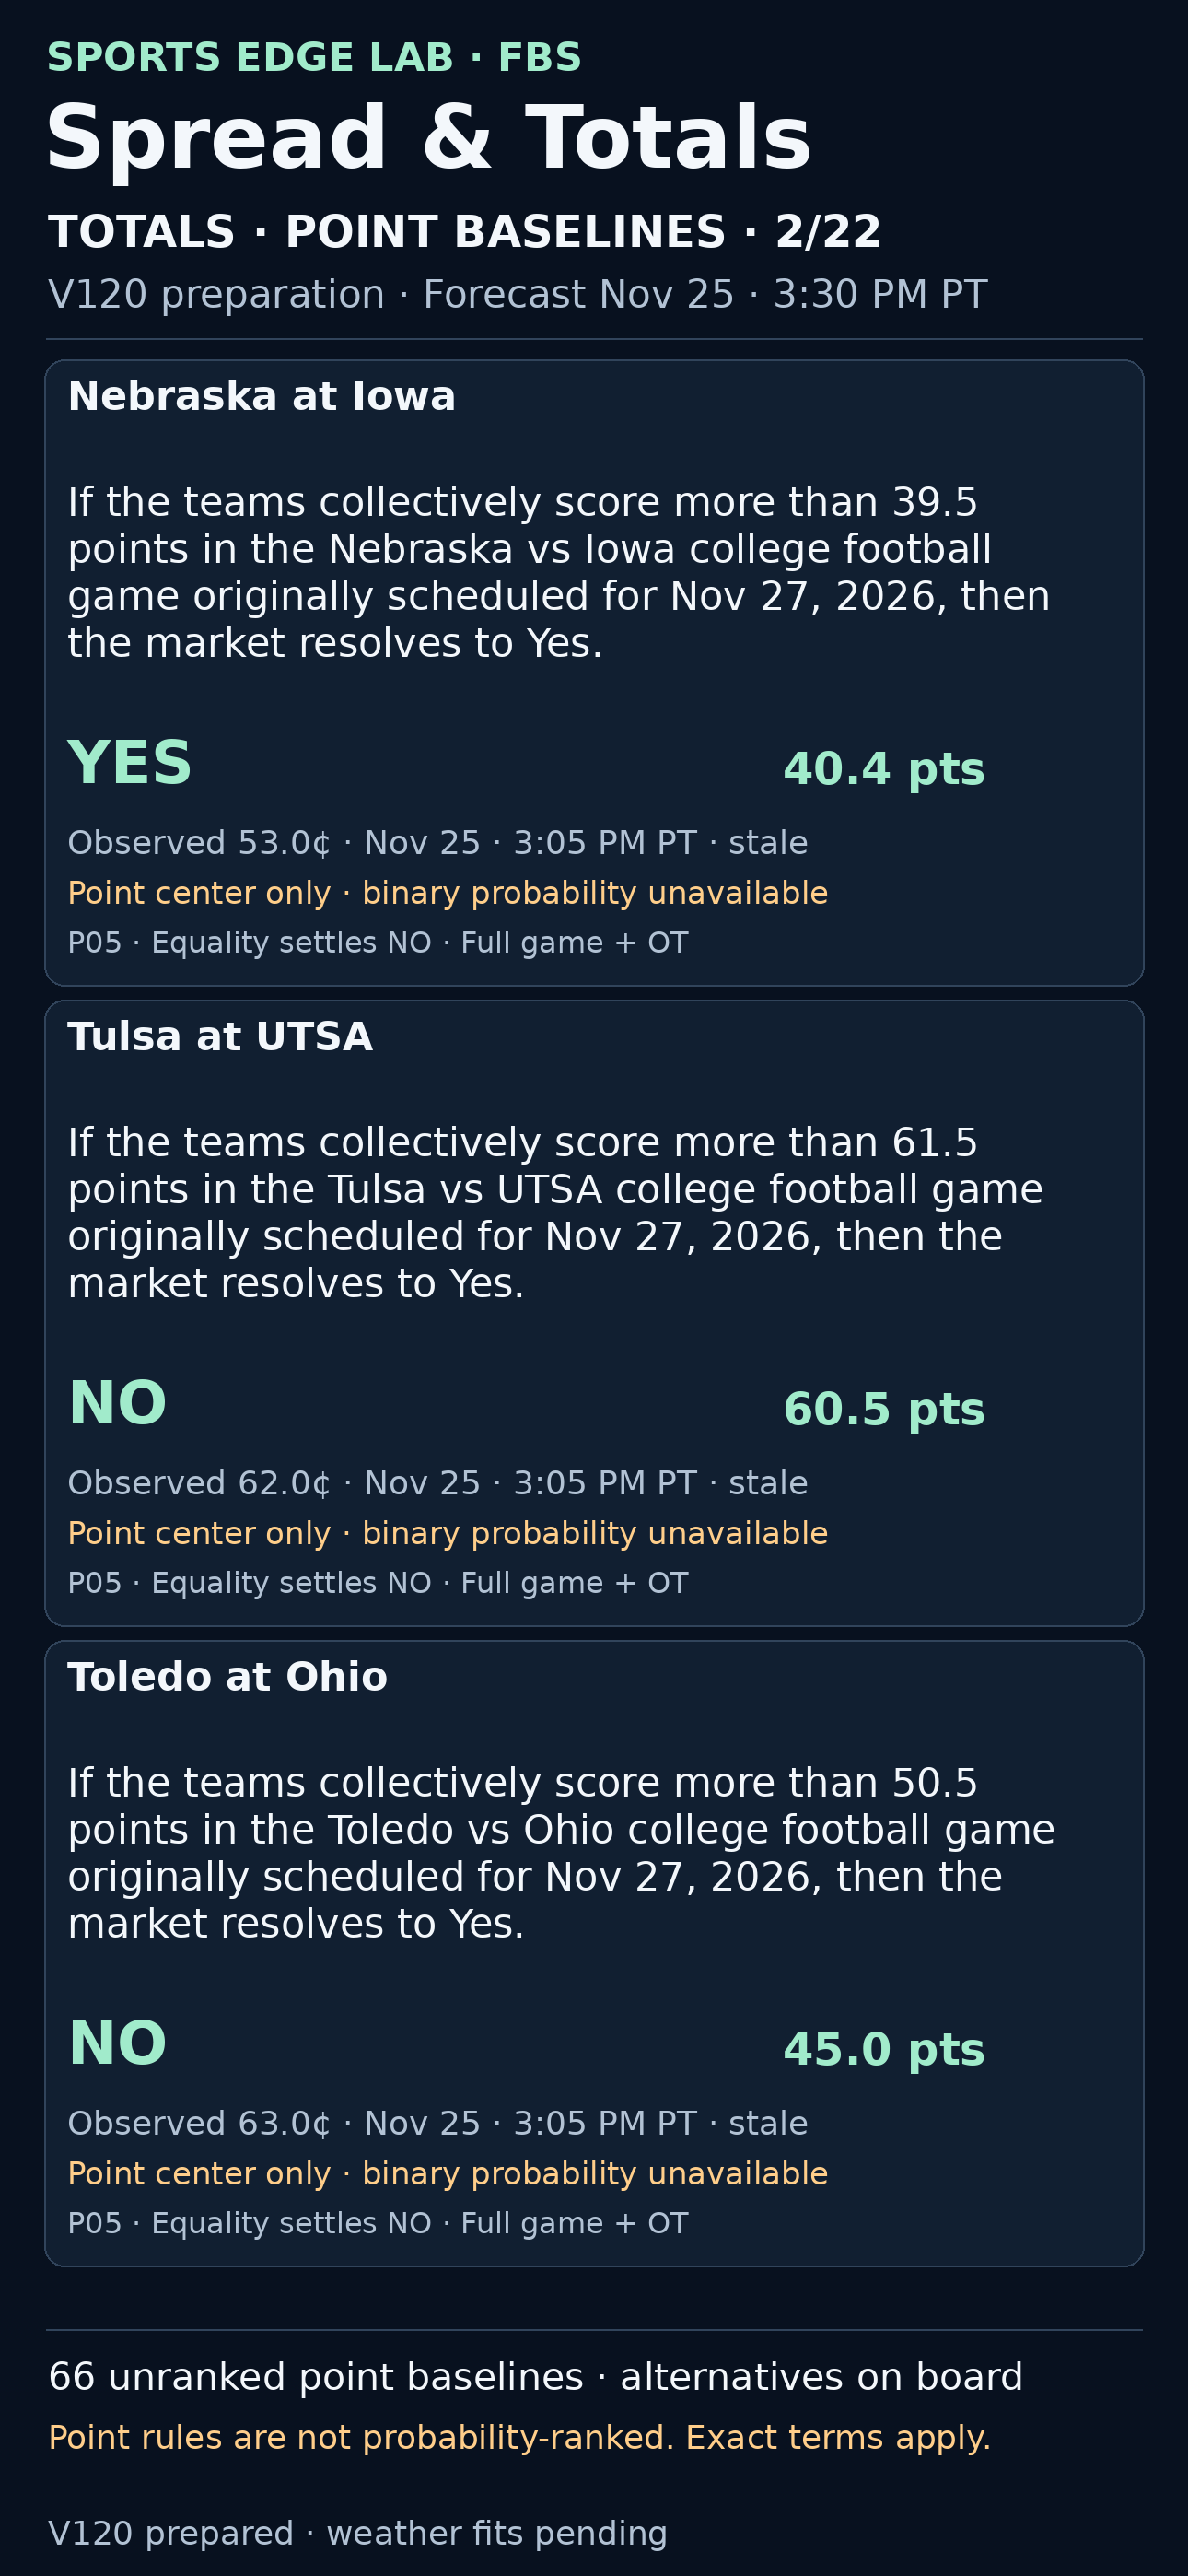 SPORTS EDGE LAB · FBS
Spread & Totals
TOTALS · POINT BASELINES · 2/22
V120 preparation · Forecast Nov 25 · 3:30 PM PT
Nebraska at Iowa
If the teams collectively score more than 39.5
points in the Nebraska vs Iowa college football
game originally scheduled for Nov 27, 2026, then
the market resolves to Yes.
YES 40.4 pts
Observed 53.0¢ · Nov 25 · 3:05 PM PT · stale
Point center only · binary probability unavailable
P05 · Equality settles NO · Full game + OT
Tulsa at UTSA
If the teams collectively score more than 61.5
points in the Tulsa vs UTSA college football game
originally scheduled for Nov 27, 2026, then the
market resolves to Yes.
NO 60.5 pts
Observed 62.0¢ · Nov 25 · 3:05 PM PT · stale
Point center only · binary probability unavailable
P05 · Equality settles NO · Full game + OT
Toledo at Ohio
If the teams collectively score more than 50.5
points in the Toledo vs Ohio college football game
originally scheduled for Nov 27, 2026, then the
market resolves to Yes.
NO 45.0 pts
Observed 63.0¢ · Nov 25 · 3:05 PM PT · stale
Point center only · binary probability unavailable
P05 · Equality settles NO · Full game + OT
66 unranked point baselines · alternatives on board
Point rules are not probability-ranked. Exact terms apply.
V120 prepared · weather fits pending